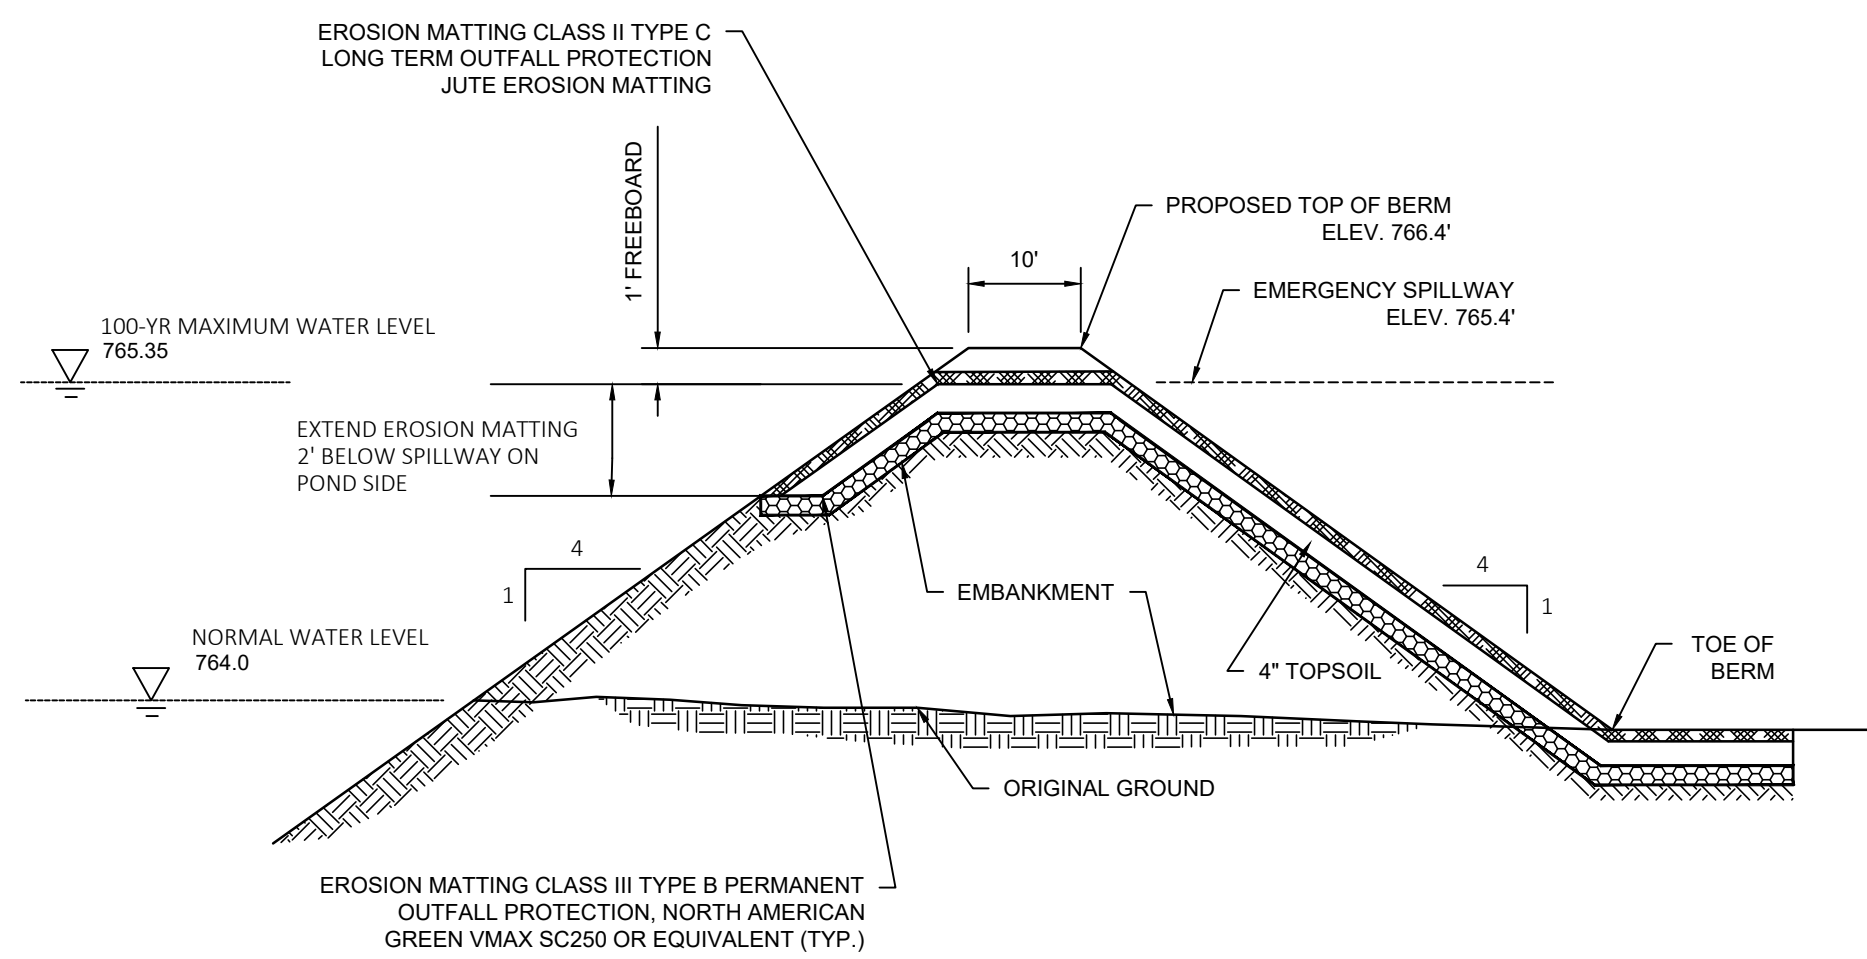 EROSION MATTING CLASS II TYPE C
LONG TERM OUTFALL PROTECTION
JUTE EROSION MATTING
1' FREEBOARD
PROPOSED TOP OF BERM
ELEV. 766.4'
10'
EMERGENCY SPILLWAY
ELEV. 765.4'
100-YR MAXIMUM WATER LEVEL
765.35
EXTEND EROSION MATTING
2' BELOW SPILLWAY ON
POND SIDE
4
1
EMBANKMENT
4
1
NORMAL WATER LEVEL
764.0
4" TOPSOIL
TOE OF
BERM
ORIGINAL GROUND
EROSION MATTING CLASS III TYPE B PERMANENT
OUTFALL PROTECTION, NORTH AMERICAN
GREEN VMAX SC250 OR EQUIVALENT (TYP.)